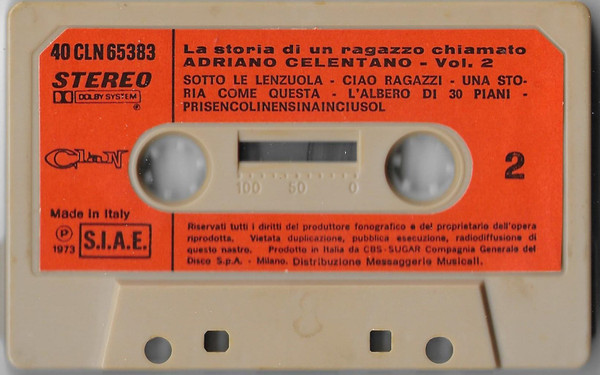 40 CLN 65383
STEREO
DOLBY SYSTEM
Clan
Made in Italy
℗
1973
S.I.A.E.
La storia di un ragazzo chiamato
ADRIANO CELENTANO - Vol. 2
SOTTO LE LENZUOLA - CIAO RAGAZZI - UNA STO-
RIA COME QUESTA - L'ALBERO DI 30 PIANI -
PRISENCOLINENSINAINCIUSOL
100 50 0
2
Riservati tutti i diritti del produttore fonografico e del proprietario dell'opera
riprodotta. Vietata duplicazione, pubblica esecuzione, radiodiffusione di
questo nastro. Prodotto in Italia da CBS-SUGAR Compagnia Generale del
Disco S.p.A. - Milano. Distribuzione Messaggerie Musicali.